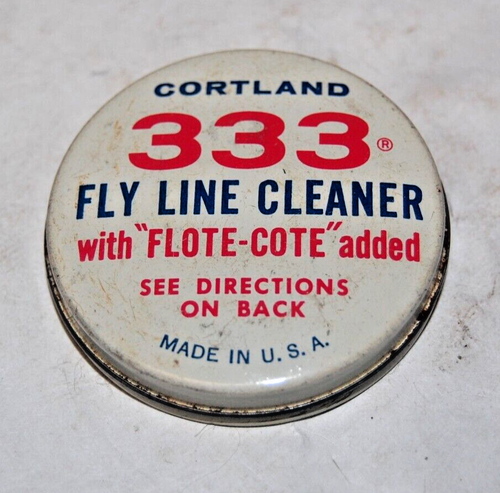 CORTLAND
333®
FLY LINE CLEANER
with "FLOTE-COTE" added
SEE DIRECTIONS
ON BACK
MADE IN U.S.A.